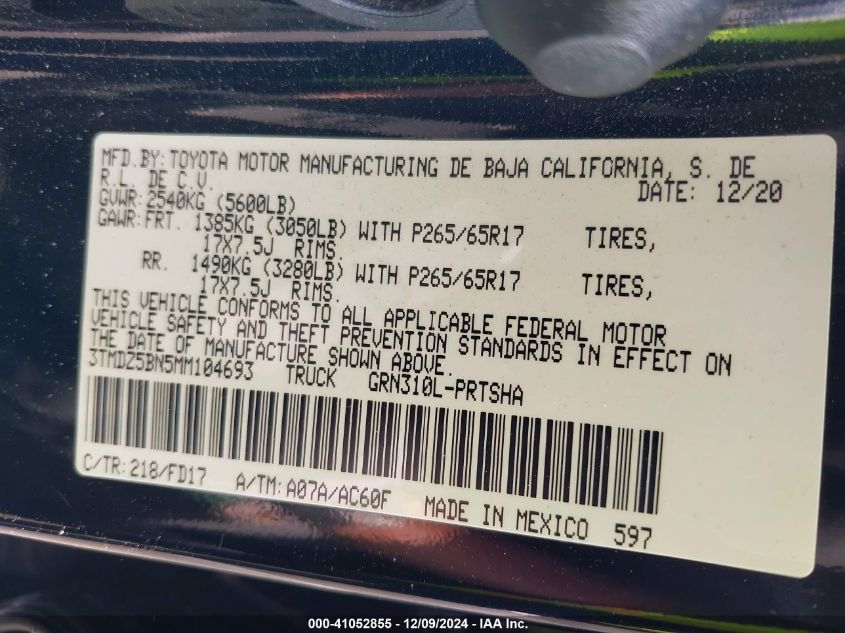 MFD.BY:TOYOTA MOTOR MANUFACTURING DE BAJA CALIFORNIA, S. DE
R.L. DE C.V. DATE: 12/20
GVWR:2540KG (5600LB)
GAWR:FRT. 1385KG (3050LB) WITH P265/65R17 TIRES,
17X7.5J RIMS.
RR. 1490KG (3280LB) WITH P265/65R17 TIRES,
17X7.5J RIMS.
THIS VEHICLE CONFORMS TO ALL APPLICABLE FEDERAL MOTOR
VEHICLE SAFETY AND THEFT PREVENTION STANDARDS IN EFFECT ON
THE DATE OF MANUFACTURE SHOWN ABOVE.
3TMDZ5BN5MM104693 TRUCK GRN310L-PRTSHA
C/TR:218/FD17 A/TM:A07A/AC60F MADE IN MEXICO 597
000-41052855 - 12/09/2024 - IAA Inc.